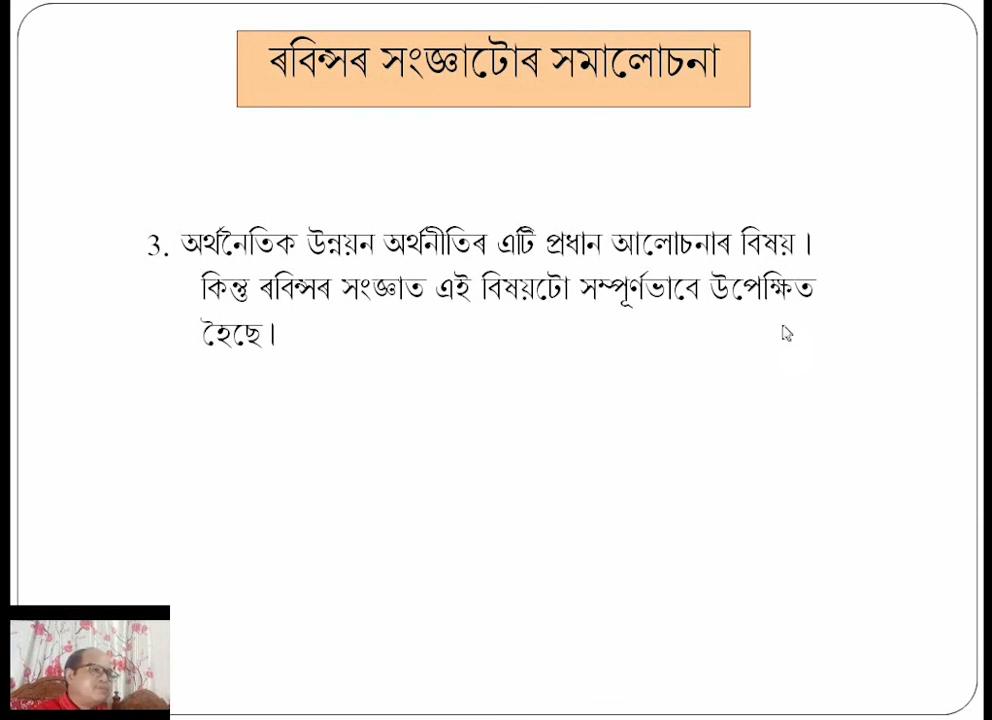 ৰবিন্সৰ সংজ্ঞাটোৰ সমালোচনা
3. অৰ্থনৈতিক উন্নয়ন অৰ্থনীতিৰ এটি প্ৰধান আলোচনাৰ বিষয়।
কিন্তু ৰবিন্সৰ সংজ্ঞাত এই বিষয়টো সম্পূৰ্ণভাবে উপেক্ষিত
হৈছে।